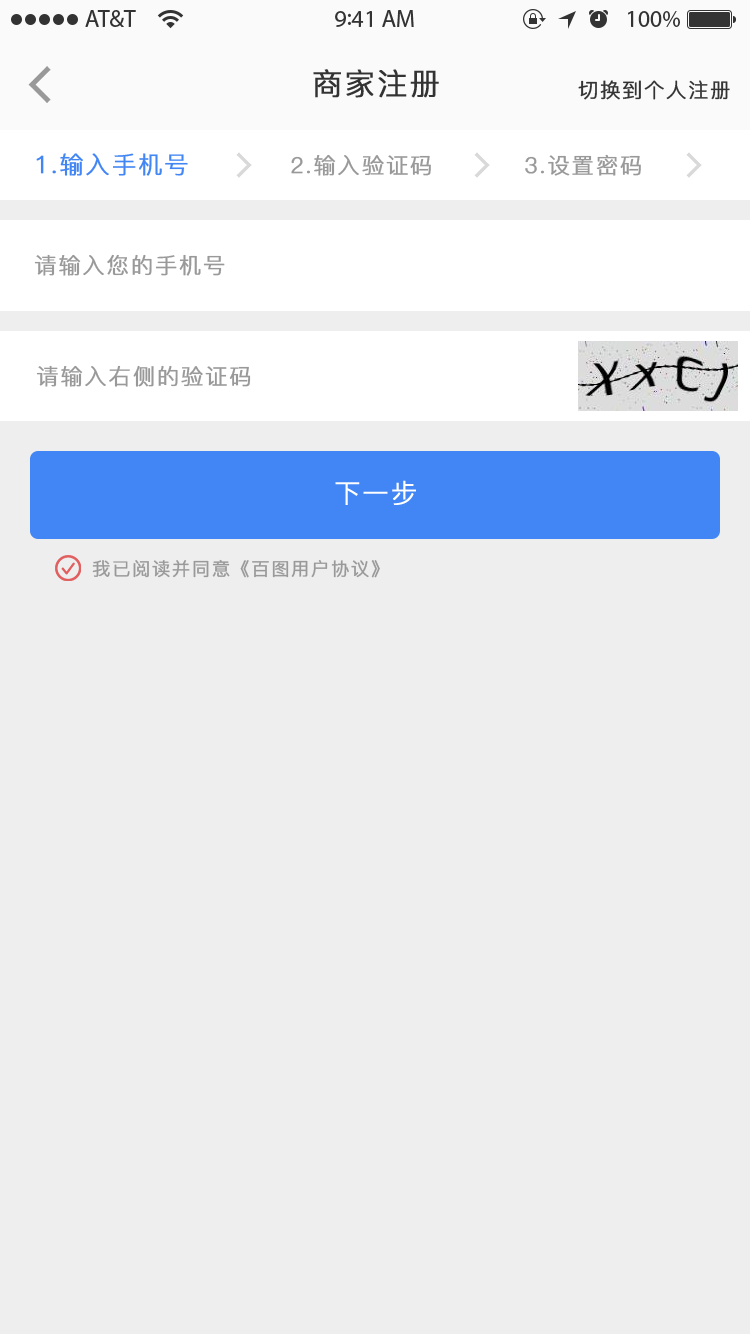 AT&T 9:41 AM 100%
商家注册 切换到个人注册
1.输入手机号 2.输入验证码 3.设置密码
请输入您的手机号
请输入右侧的验证码
下一步
我已阅读并同意《百图用户协议》